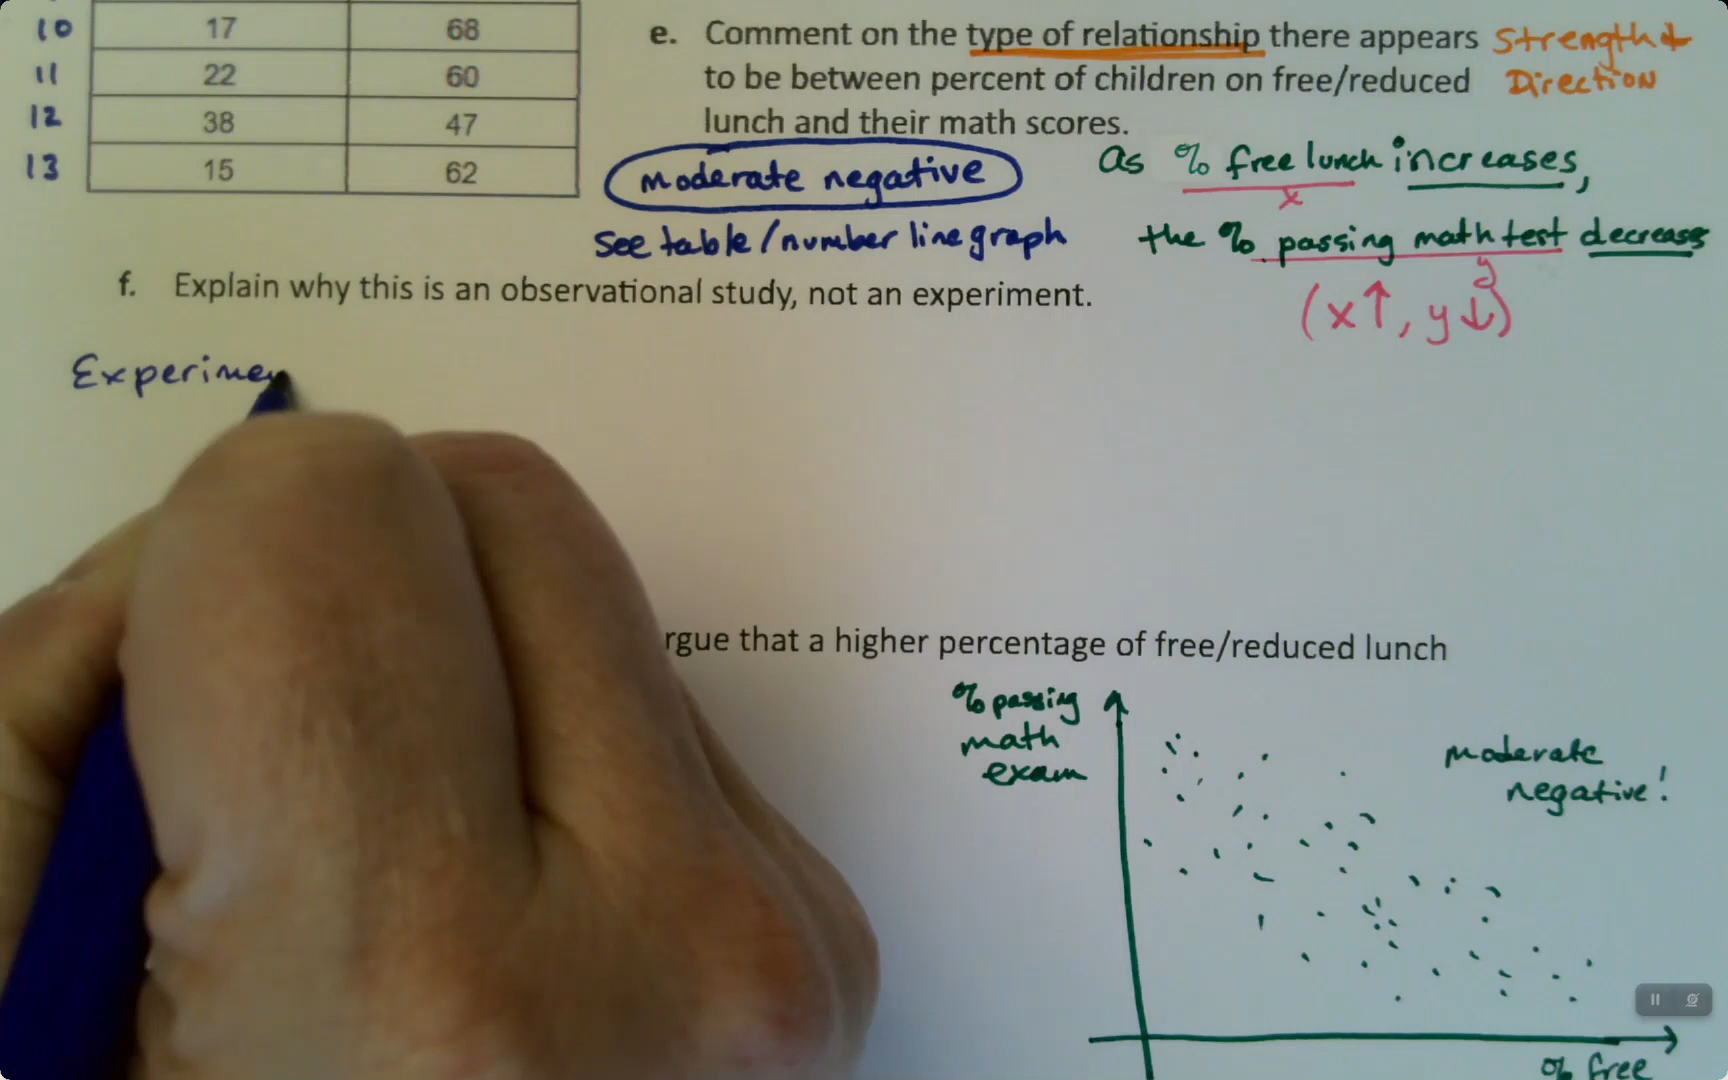 10 17 68
11 22 60
12 38 47
13 15 62
e. Comment on the type of relationship there appears
to be between percent of children on free/reduced
lunch and their math scores.
Strength +
Direction
moderate negative
See table/number line graph
As % free lunch increases,
x
the % passing math test decreases
y
(x↑, y↓)
f. Explain why this is an observational study, not an experiment.
Experimen
rgue that a higher percentage of free/reduced lunch
% passing
math
exam
moderate
negative!
% free